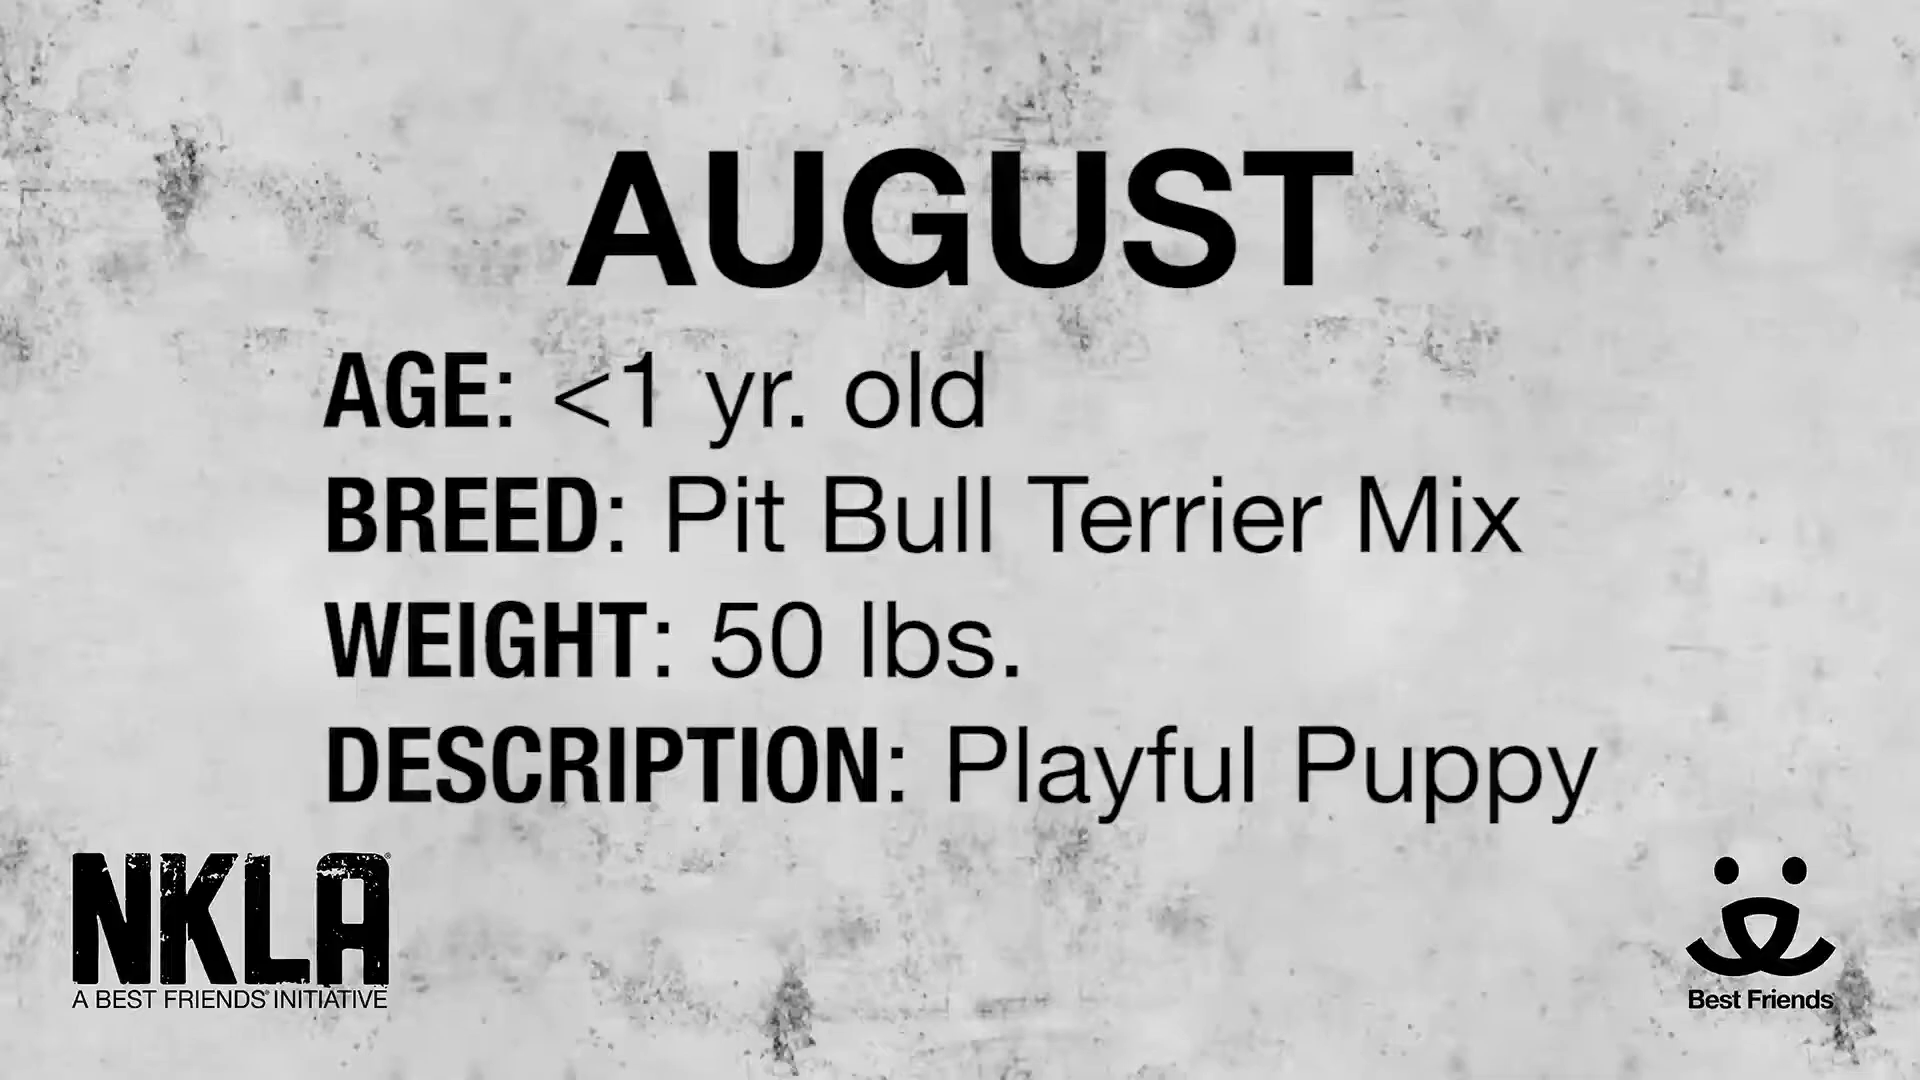 AUGUST
AGE: <1 yr. old
BREED: Pit Bull Terrier Mix
WEIGHT: 50 lbs.
DESCRIPTION: Playful Puppy
NKLA®
A BEST FRIENDS INITIATIVE
Best Friends